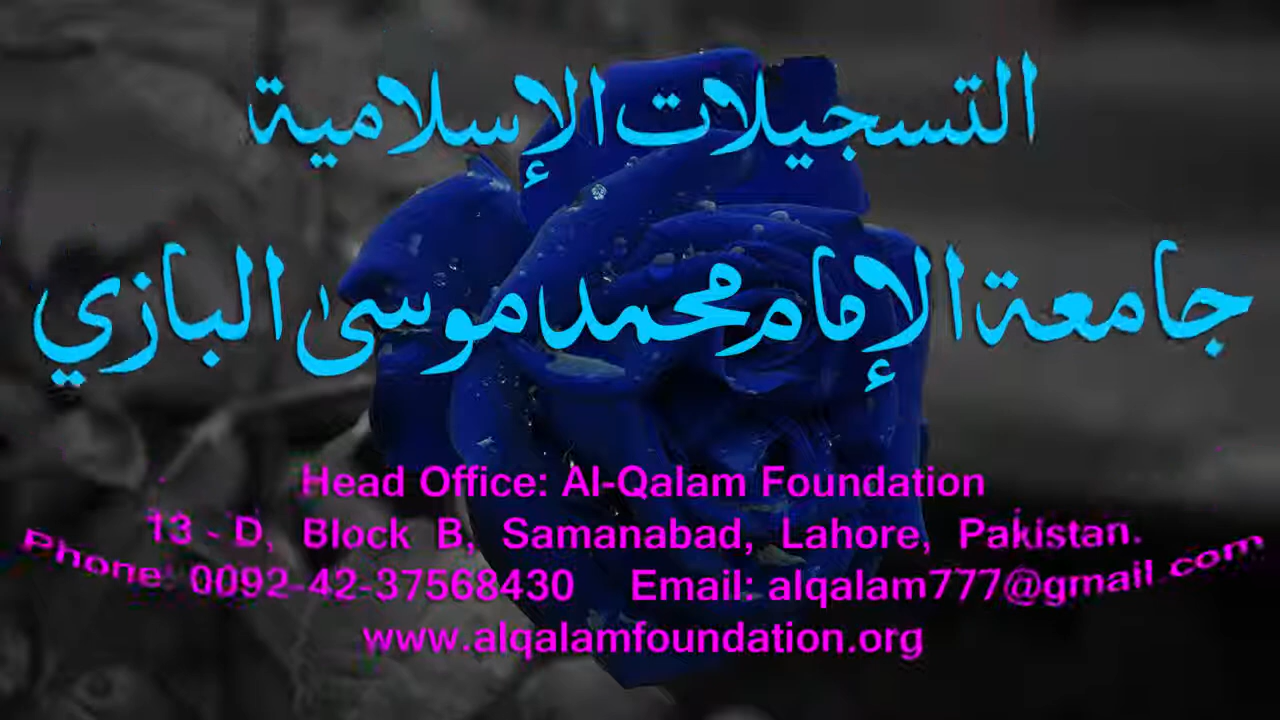 التسجيلات الإسلامية
جامعة الإمام محمد موسىٰ البازي
Head Office: Al-Qalam Foundation
13 - D, Block B, Samanabad, Lahore, Pakistan.
Phone: 0092-42-37568430 Email: alqalam777@gmail.com
www.alqalamfoundation.org